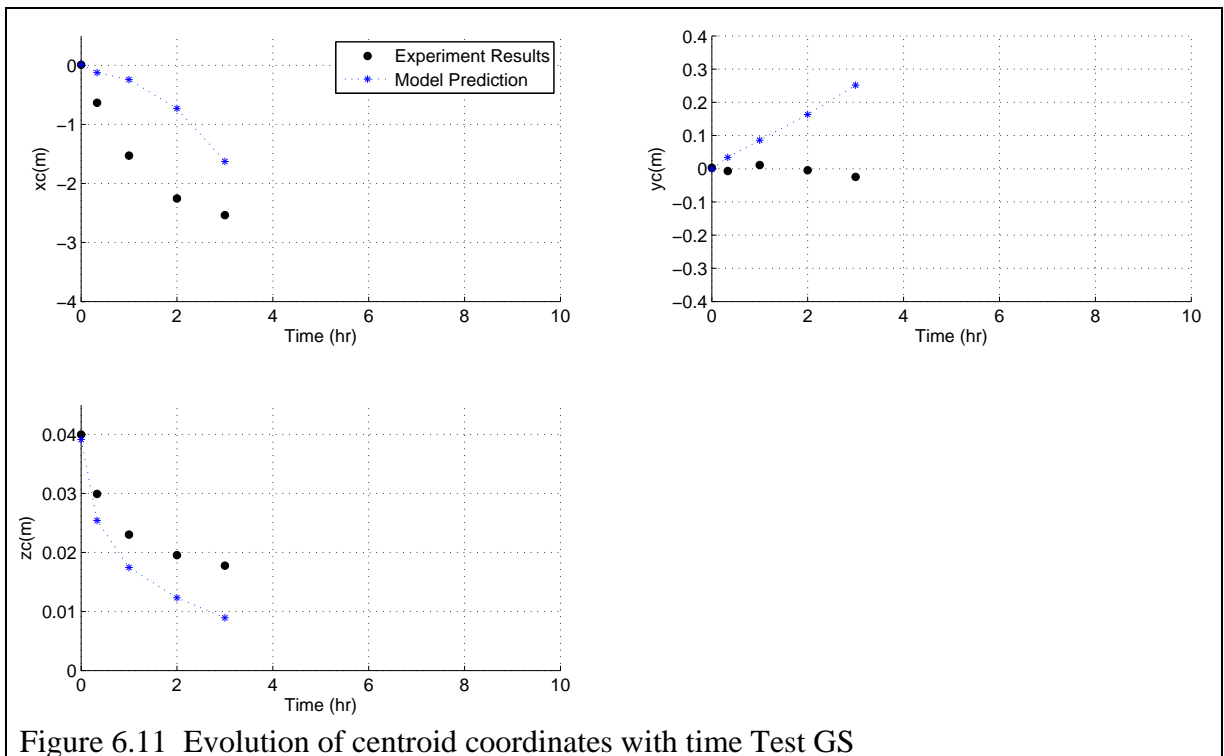 0
−1
−2
−3
−4
xc(m)
0 2 4 6 8 10
Time (hr)
Experiment Results
Model Prediction
0.4
0.3
0.2
0.1
0
−0.1
−0.2
−0.3
−0.4
yc(m)
0 2 4 6 8 10
Time (hr)
0.04
0.03
0.02
0.01
0
zc(m)
0 2 4 6 8 10
Time (hr)
Figure 6.11 Evolution of centroid coordinates with time Test GS